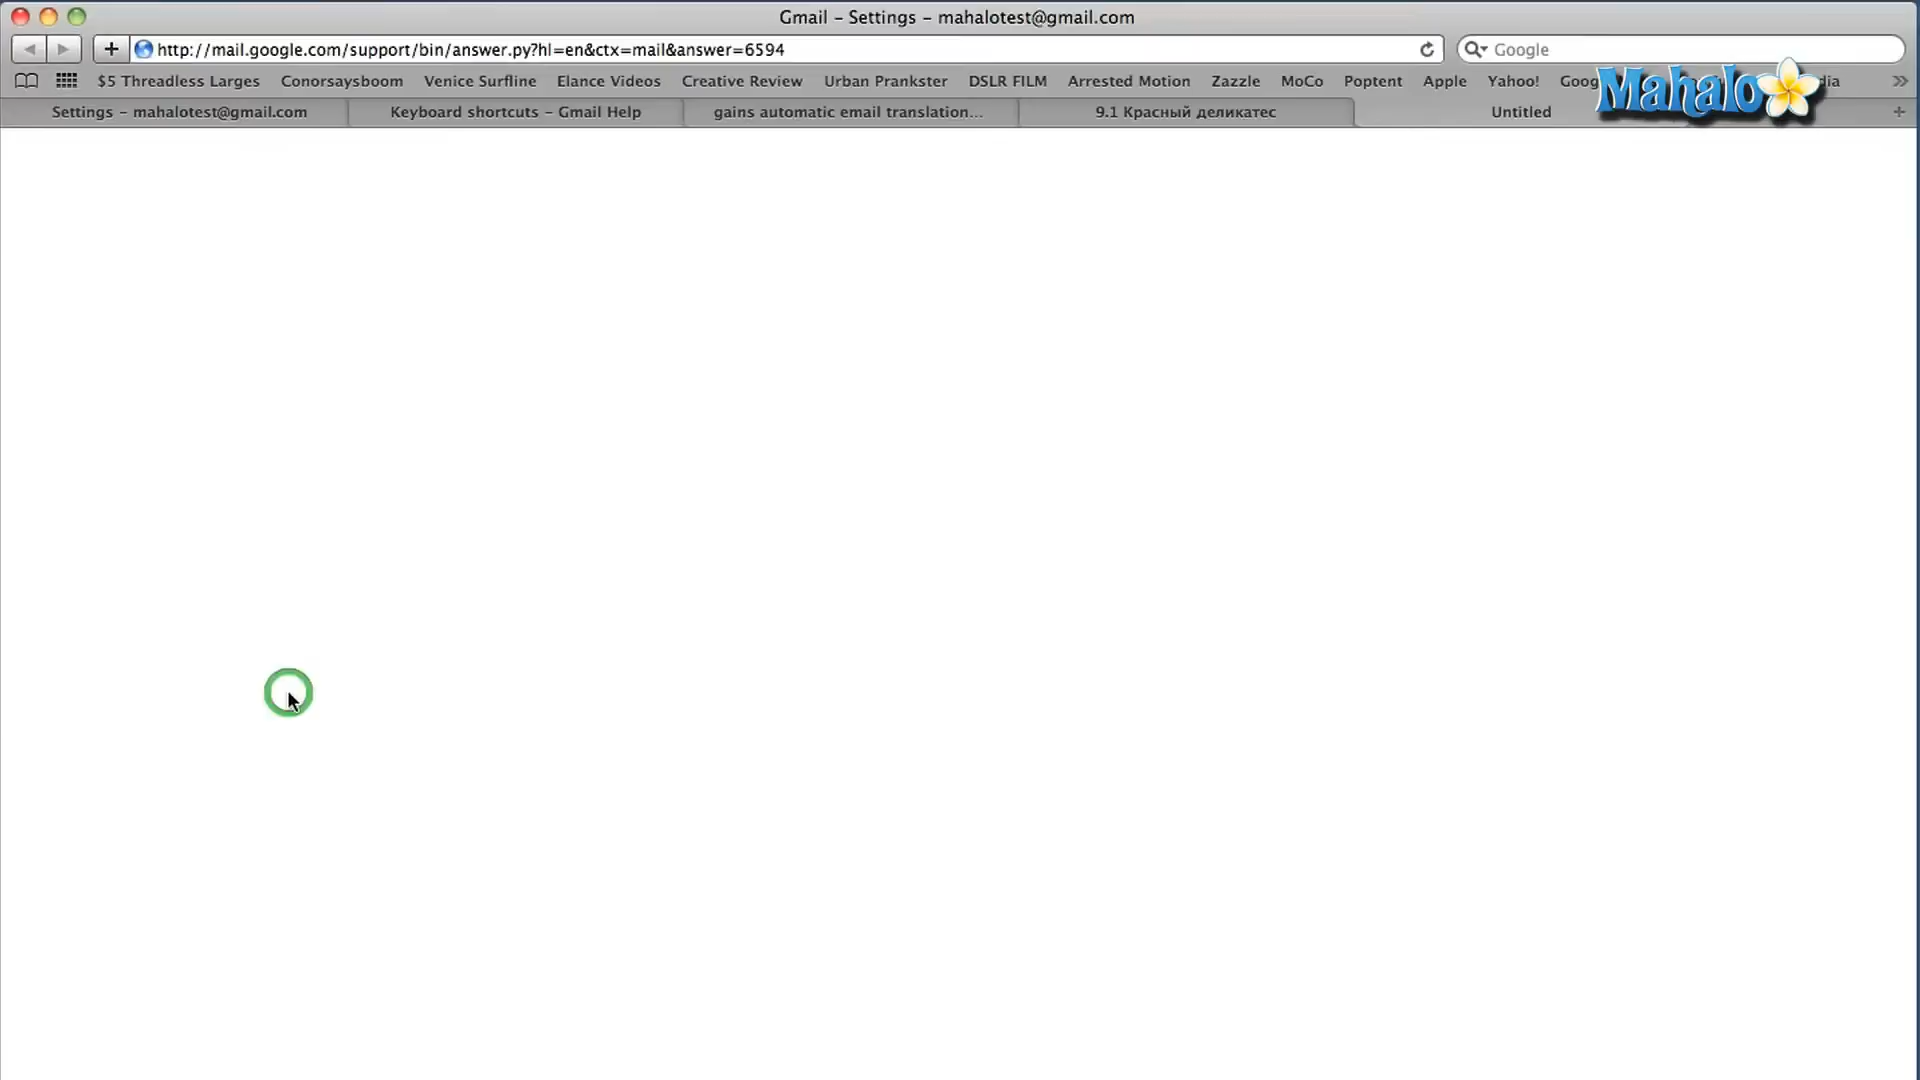 Gmail – Settings – mahalotest@gmail.com
http://mail.google.com/support/bin/answer.py?hl=en&ctx=mail&answer=6594
Google
$5 Threadless Larges Conorsaysboom Venice Surfline Elance Videos Creative Review Urban Prankster DSLR FILM Arrested Motion Zazzle MoCo Poptent Apple Yahoo!
Mahalo
Settings – mahalotest@gmail.com Keyboard shortcuts – Gmail Help gains automatic email translation... 9.1 Красный деликатес Untitled